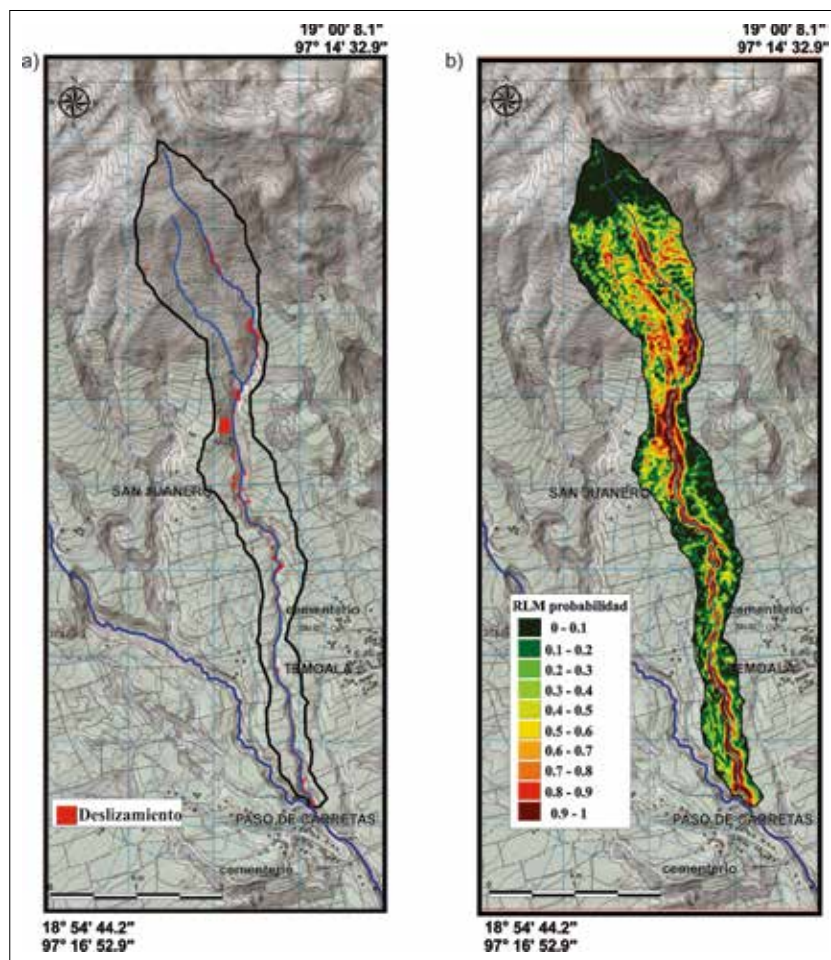 19° 00' 8.1"
97° 14' 32.9"
19° 00' 8.1"
97° 14' 32.9"
a)
b)
SAN JUANERO
cementerio
TEMOALA
Deslizamiento
PASO DE CARRETAS
cementerio
SAN JUANERO
RLM probabilidad
0 - 0.1
0.1 - 0.2
0.2 - 0.3
0.3 - 0.4
0.4 - 0.5
0.5 - 0.6
0.6 - 0.7
0.7 - 0.8
0.8 - 0.9
0.9 - 1
cementerio
TEMOALA
PASO DE CARRETAS
cementerio
18° 54' 44.2"
97° 16' 52.9"
18° 54' 44.2"
97° 16' 52.9"